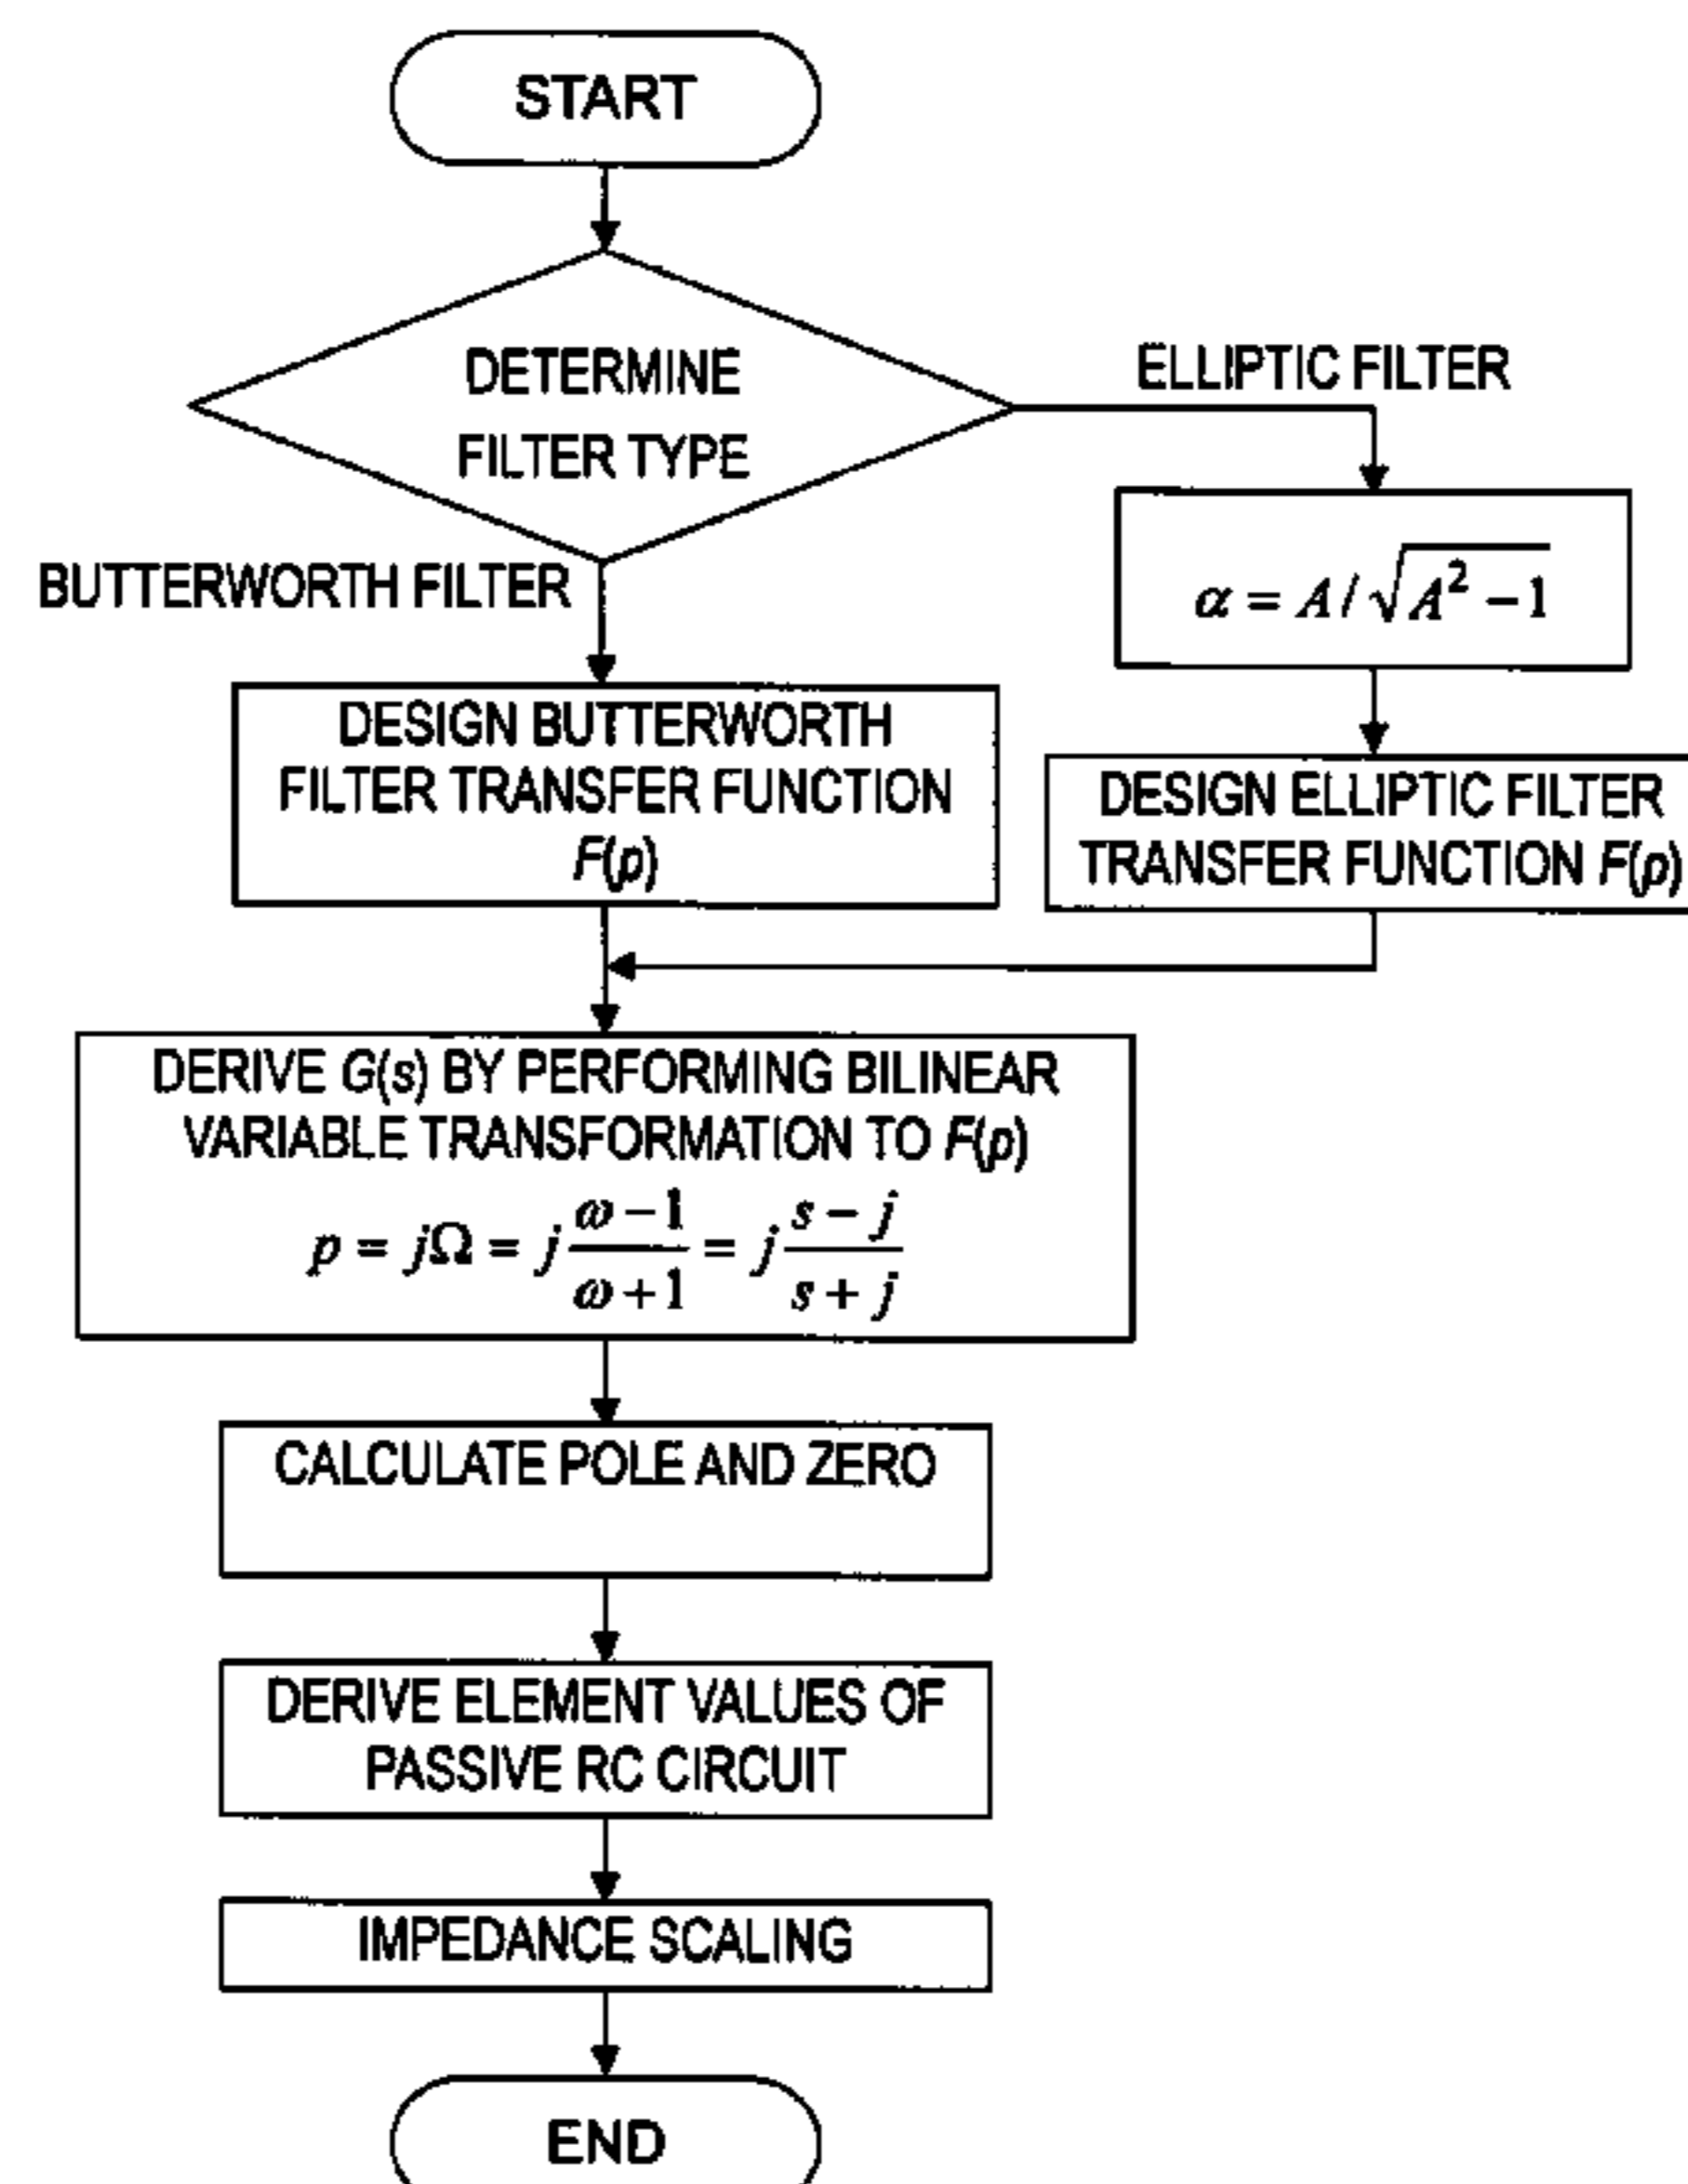 START
DETERMINE
FILTER TYPE
ELLIPTIC FILTER
BUTTERWORTH FILTER
α = A / √A² − 1
DESIGN BUTTERWORTH
FILTER TRANSFER FUNCTION
F(p)
DESIGN ELLIPTIC FILTER
TRANSFER FUNCTION F(p)
DERIVE G(s) BY PERFORMING BILINEAR
VARIABLE TRANSFORMATION TO F(p)
p = jΩ = j (ω − 1)/(ω + 1) = j (s − j)/(s + j)
CALCULATE POLE AND ZERO
DERIVE ELEMENT VALUES OF
PASSIVE RC CIRCUIT
IMPEDANCE SCALING
END